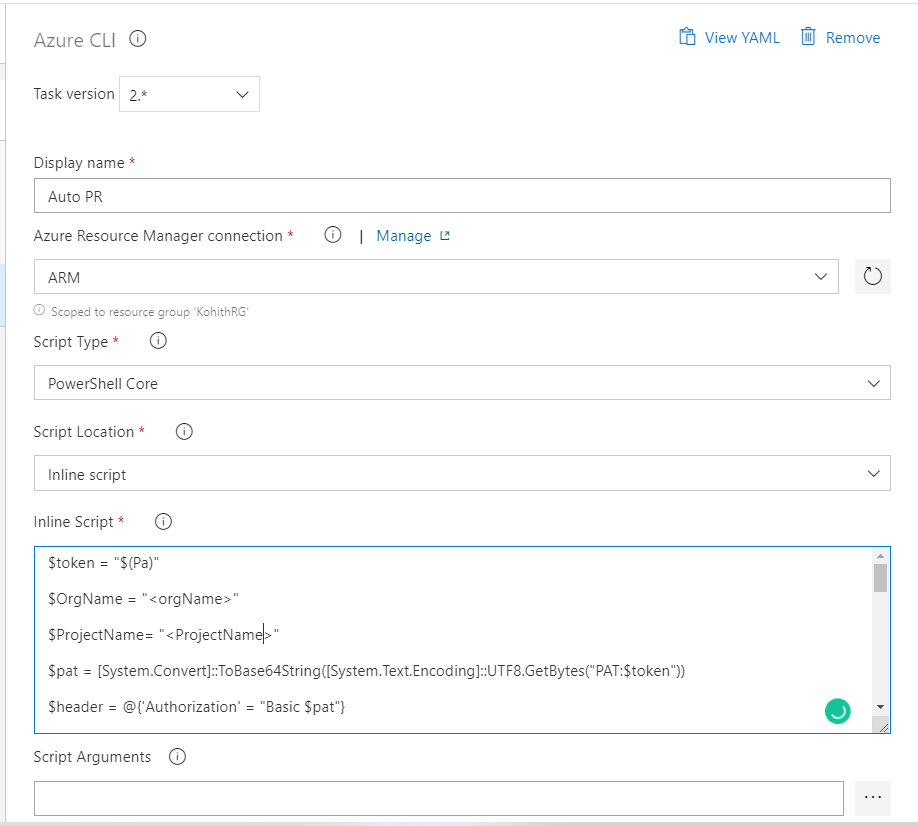 Azure CLI View YAML Remove
Task version 2.*
Display name *
Auto PR
Azure Resource Manager connection * | Manage
ARM
Scoped to resource group 'KohithRG'
Script Type *
PowerShell Core
Script Location *
Inline script
Inline Script *
$token = "$(Pa)"
$OrgName = "<orgName>"
$ProjectName= "<ProjectName>"
$pat = [System.Convert]::ToBase64String([System.Text.Encoding]::UTF8.GetBytes("PAT:$token"))
$header = @{'Authorization' = "Basic $pat"}
Script Arguments